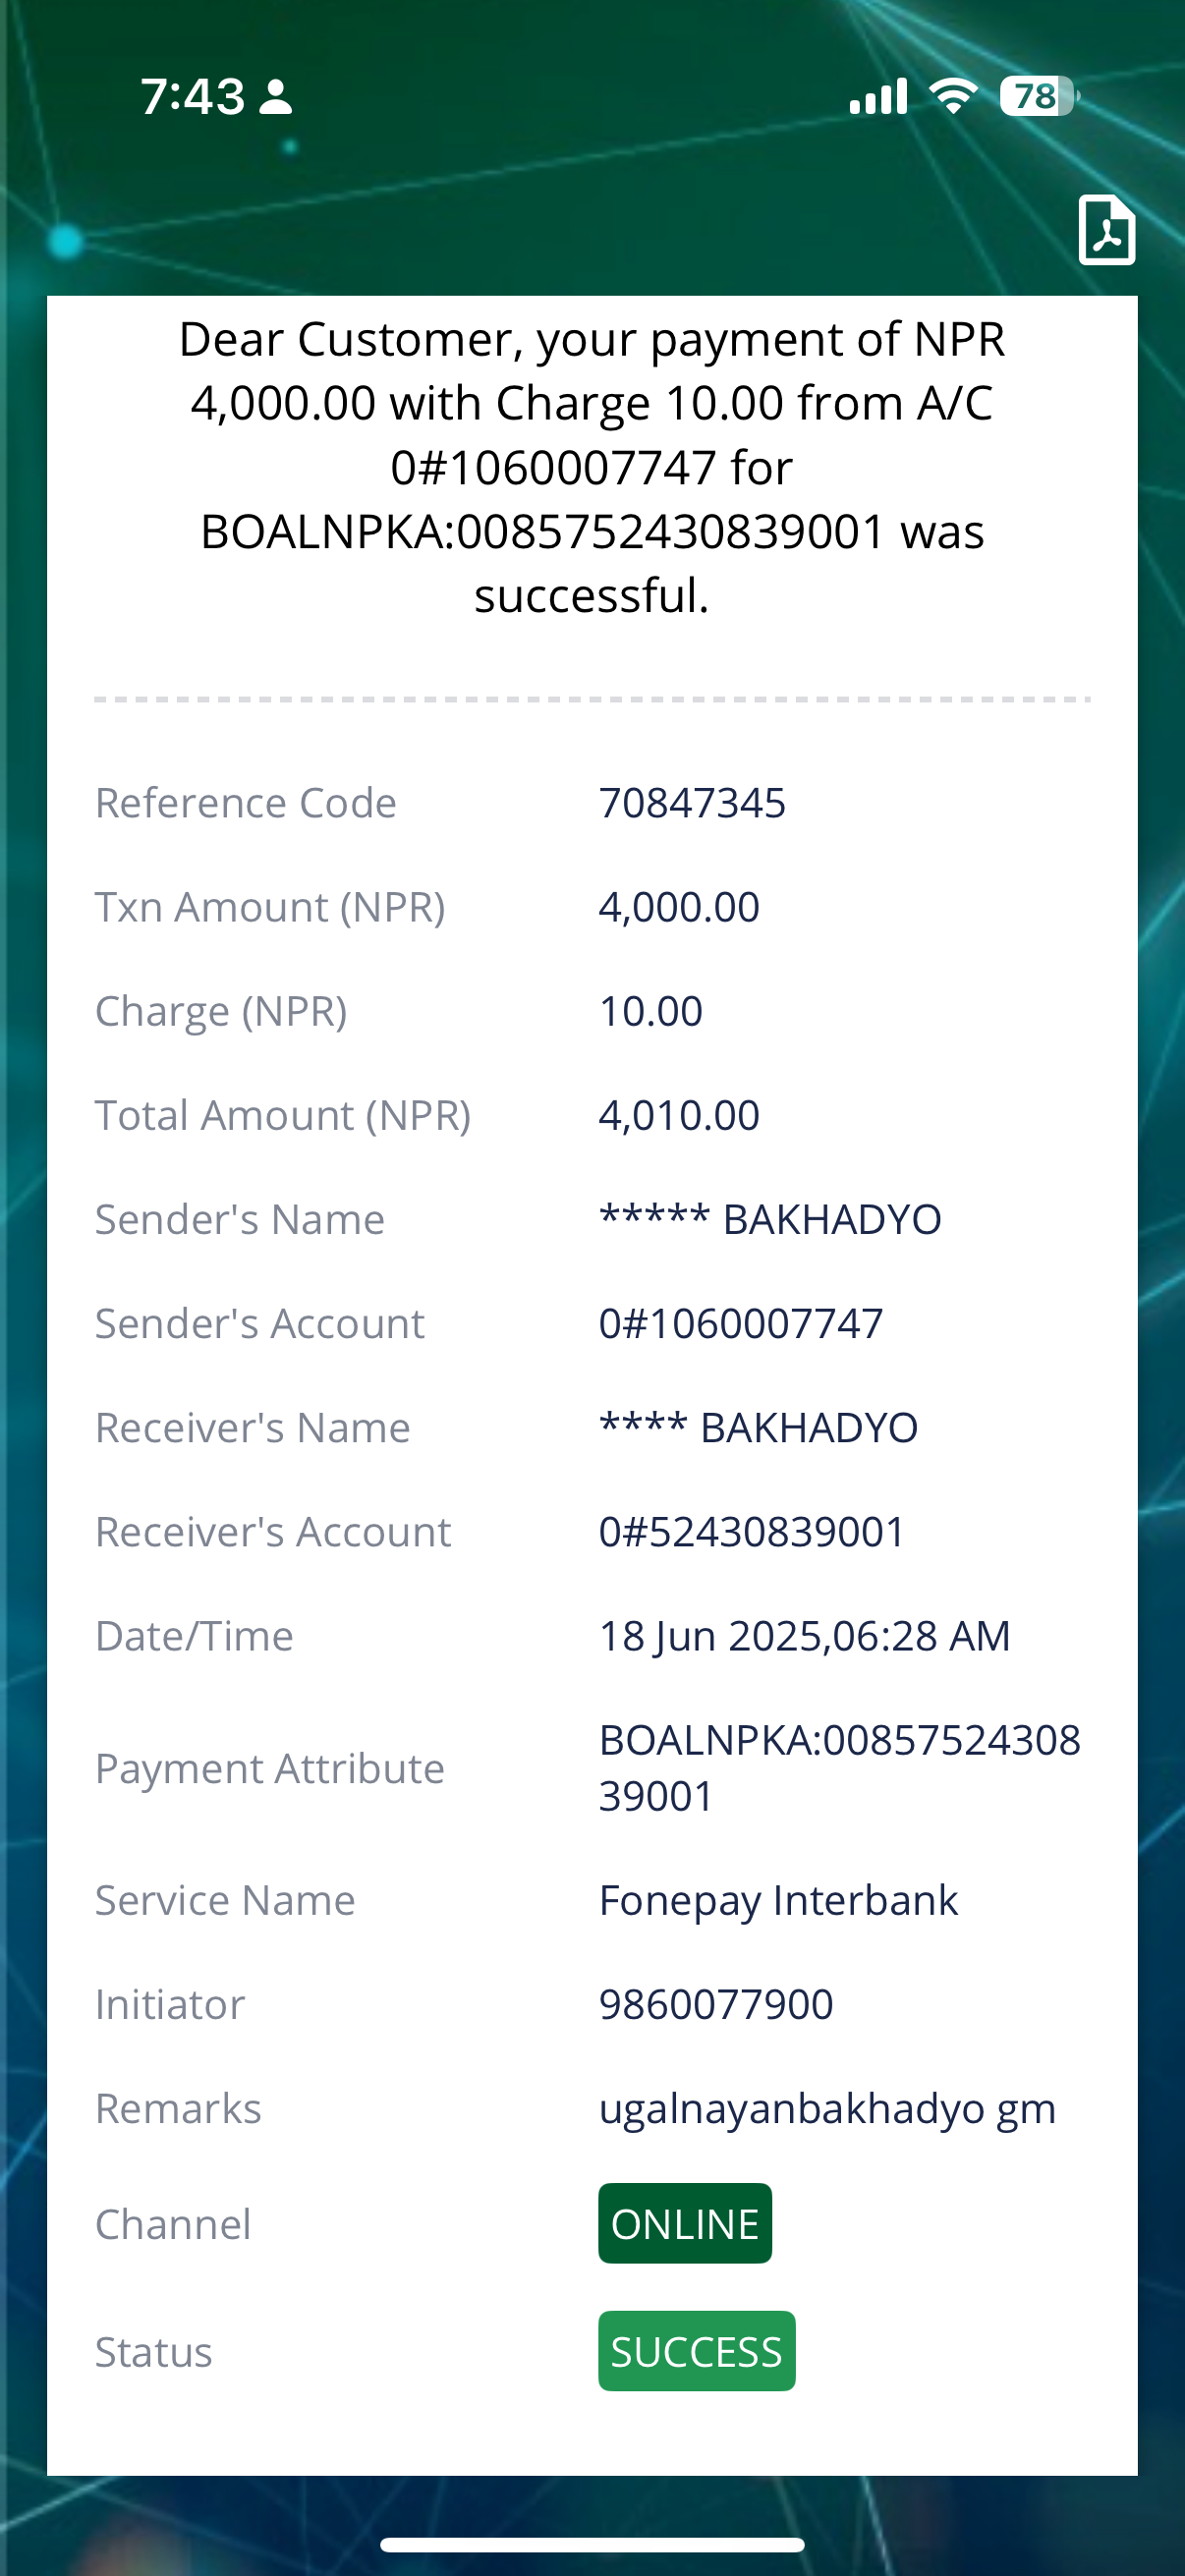 7:43
78
Dear Customer, your payment of NPR
4,000.00 with Charge 10.00 from A/C
0#1060007747 for
BOALNPKA:0085752430839001 was
successful.
Reference Code 70847345
Txn Amount (NPR) 4,000.00
Charge (NPR) 10.00
Total Amount (NPR) 4,010.00
Sender's Name ***** BAKHADYO
Sender's Account 0#1060007747
Receiver's Name **** BAKHADYO
Receiver's Account 0#52430839001
Date/Time 18 Jun 2025,06:28 AM
Payment Attribute BOALNPKA:00857524308
39001
Service Name Fonepay Interbank
Initiator 9860077900
Remarks ugalnayanbakhadyo gm
Channel ONLINE
Status SUCCESS